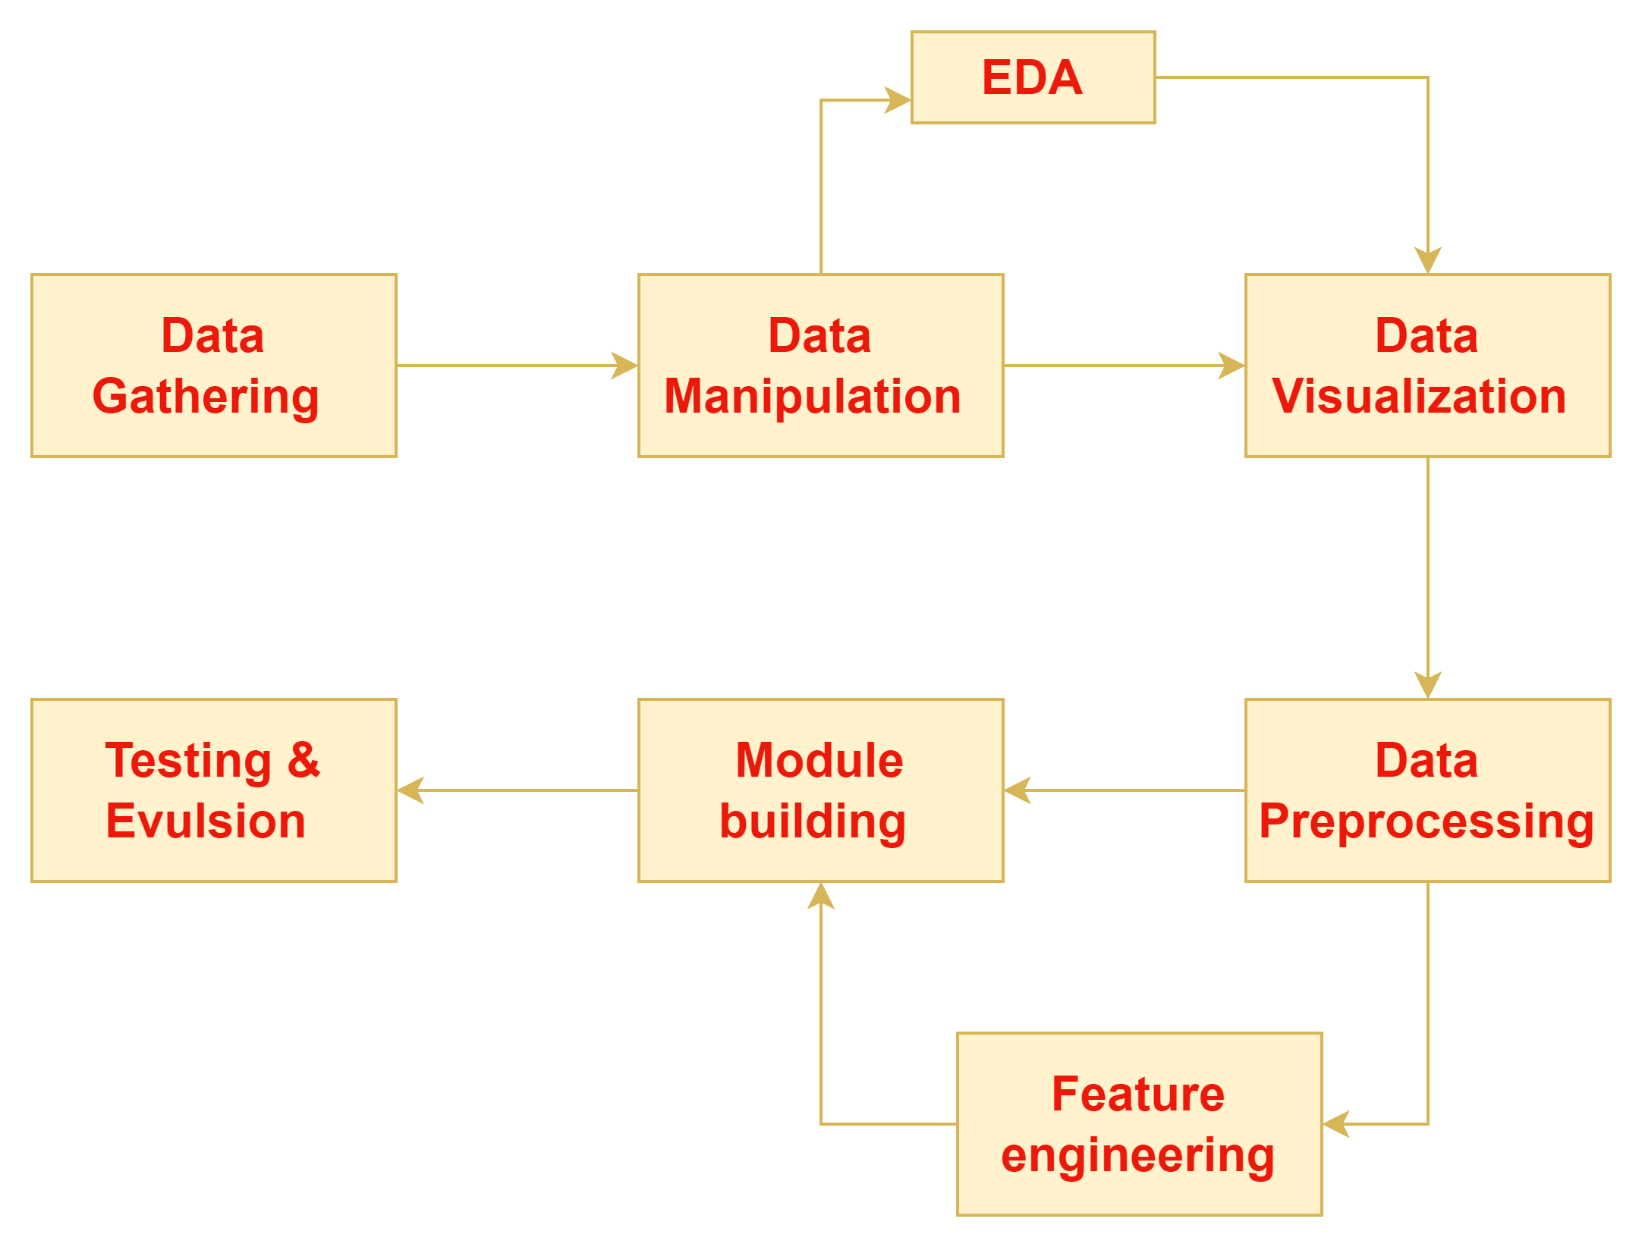 EDA
Data
Gathering
Data
Manipulation
Data
Visualization
Testing &
Evulsion
Module
building
Data
Preprocessing
Feature
engineering